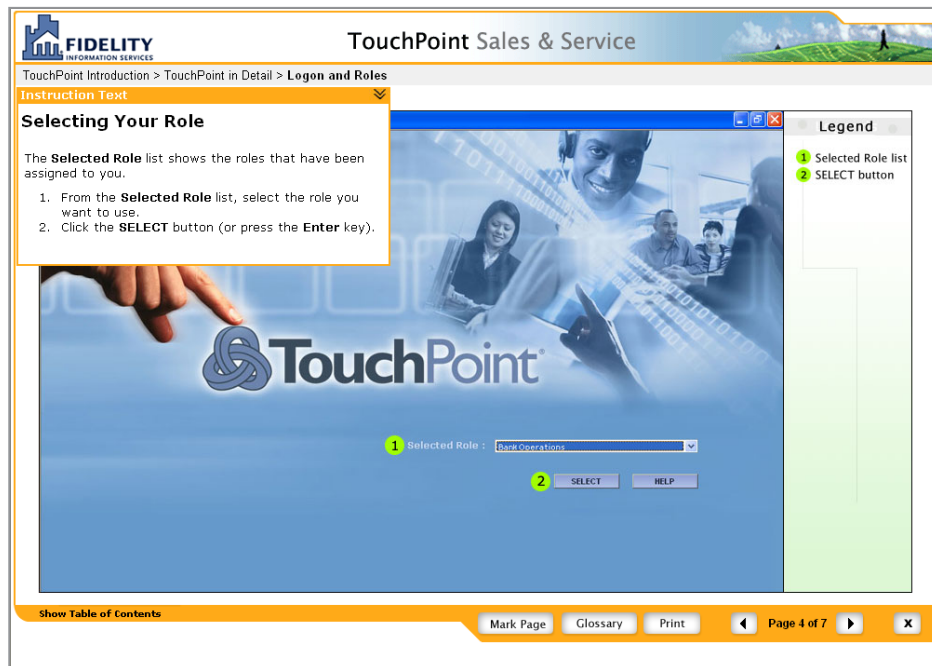 FIDELITY
INFORMATION SERVICES
TouchPoint Sales & Service
TouchPoint Introduction > TouchPoint in Detail > Logon and Roles
Instruction Text
Selecting Your Role
The Selected Role list shows the roles that have been
assigned to you.
1. From the Selected Role list, select the role you
want to use.
2. Click the SELECT button (or press the Enter key).
Legend
1 Selected Role list
2 SELECT button
TouchPoint
1 Selected Role : Bank Operations
2 SELECT HELP
Show Table of Contents
Mark Page Glossary Print Page 4 of 7 X